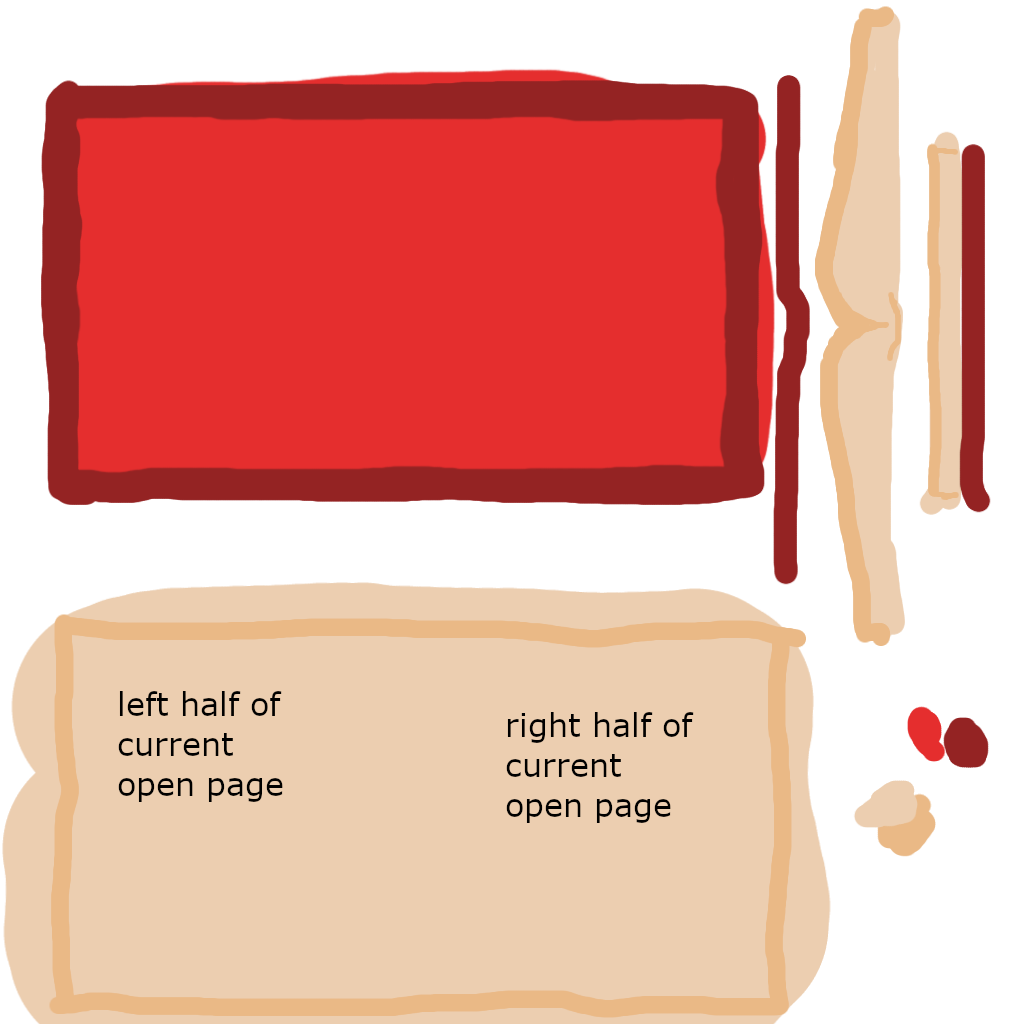 left half of
current
open page
right half of
current
open page